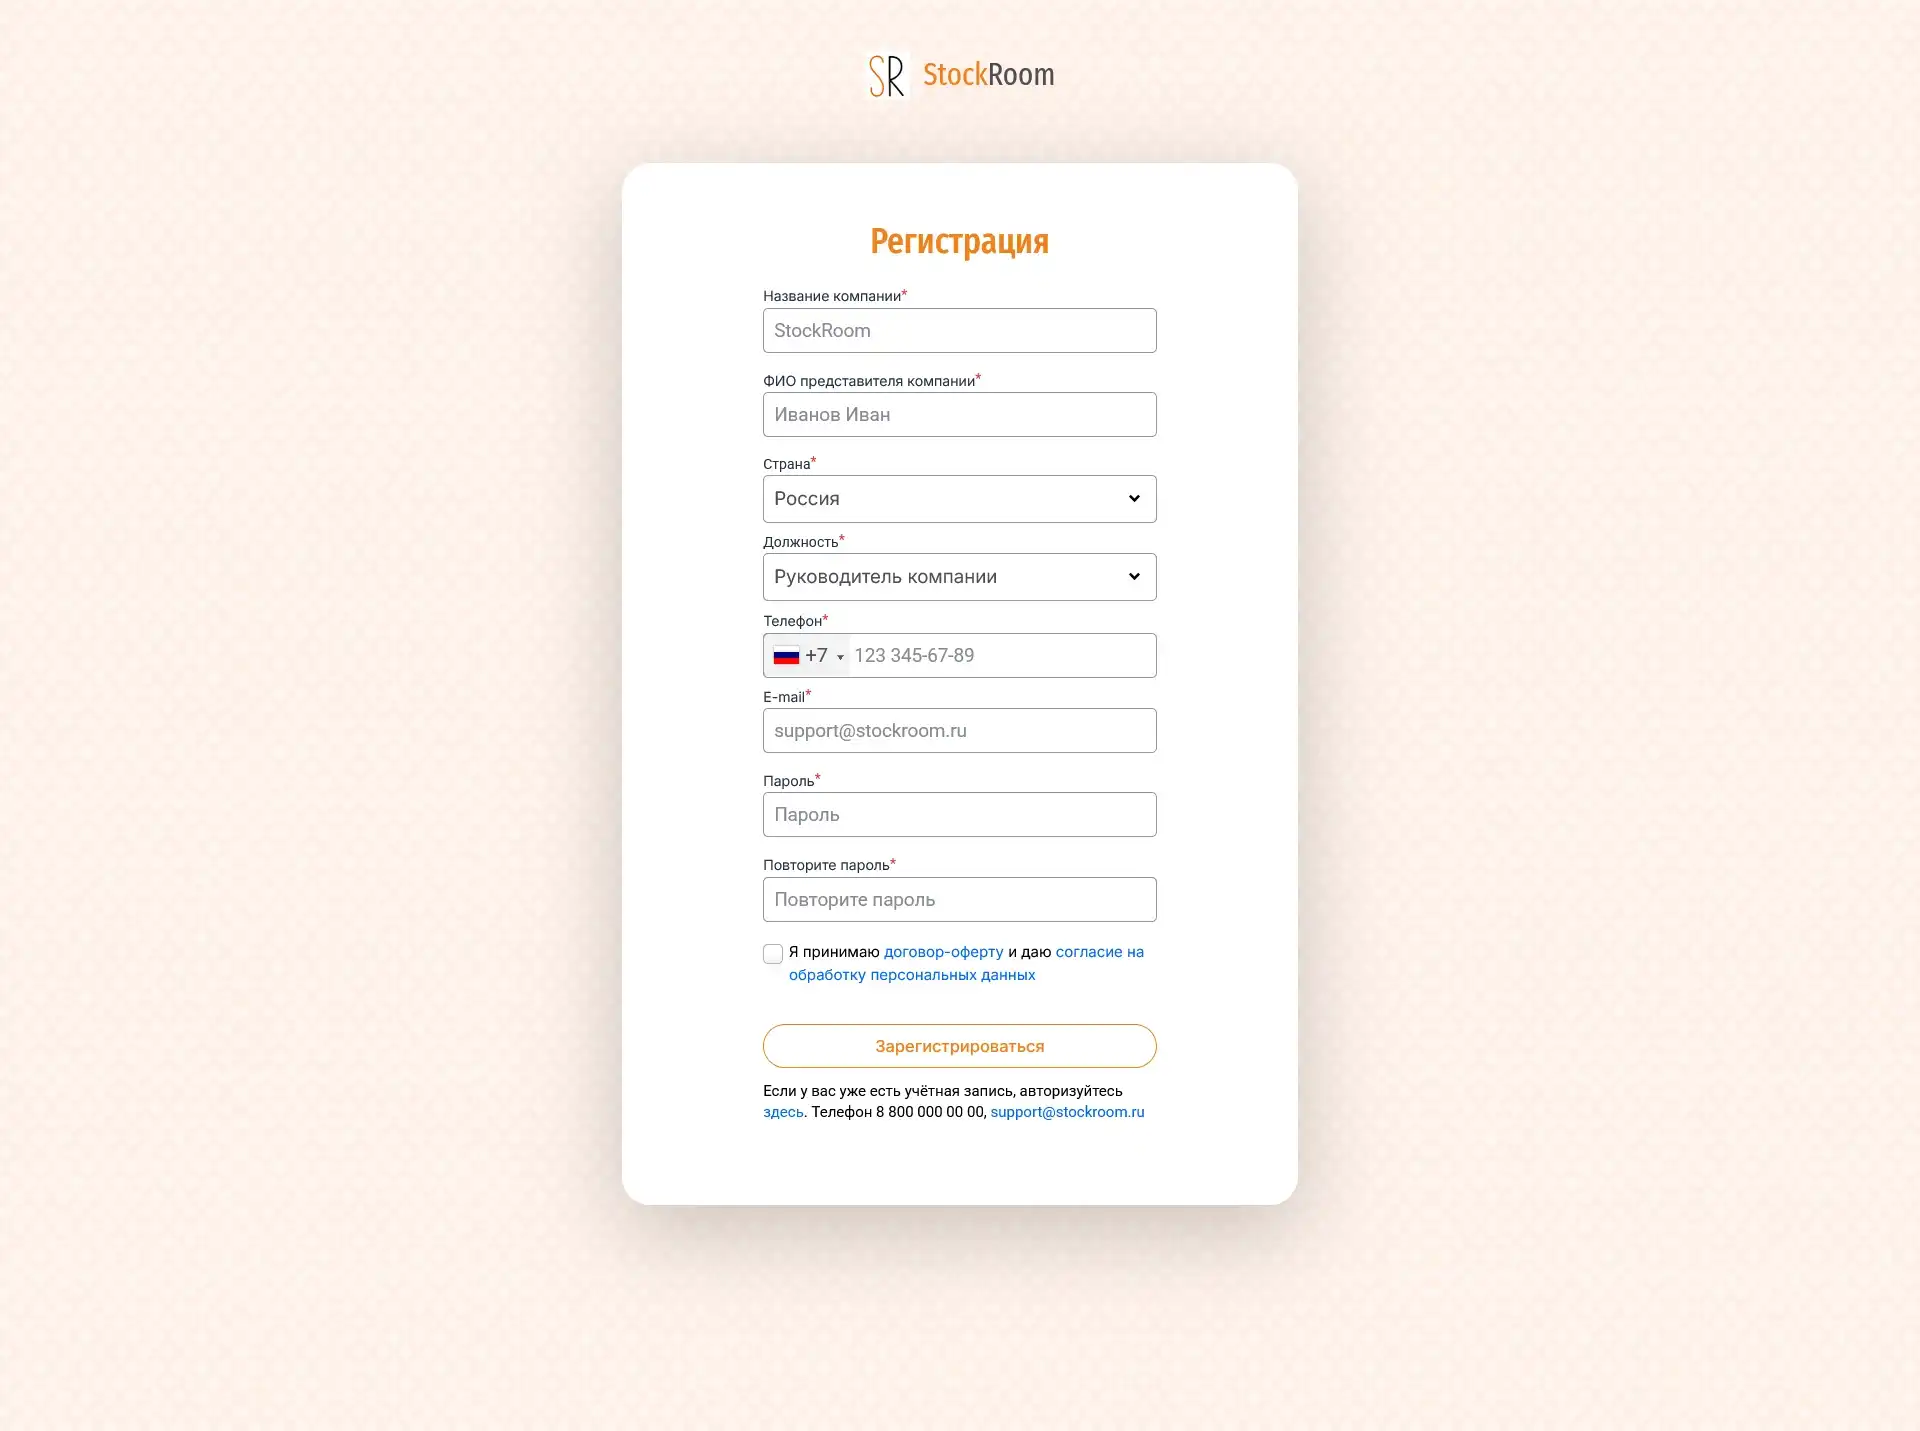 SR StockRoom
Регистрация
Название компании*
StockRoom
ФИО представителя компании*
Иванов Иван
Страна*
Россия
Должность*
Руководитель компании
Телефон*
+7 123 345-67-89
E-mail*
support@stockroom.ru
Пароль*
Пароль
Повторите пароль*
Повторите пароль
Я принимаю договор-оферту и даю согласие на
обработку персональных данных
Зарегистрироваться
Если у вас уже есть учётная запись, авторизуйтесь
здесь. Телефон 8 800 000 00 00, support@stockroom.ru